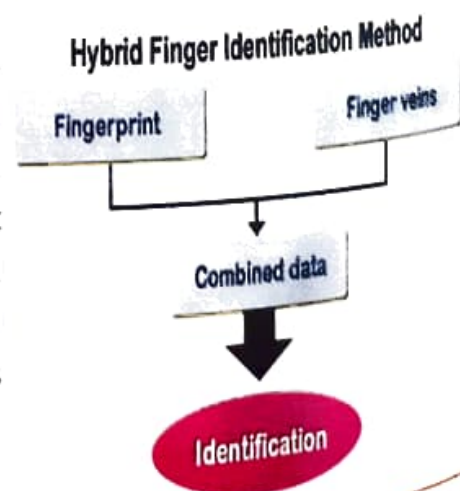 Hybrid Finger Identification Method
Fingerprint
Finger veins
Combined data
Identification